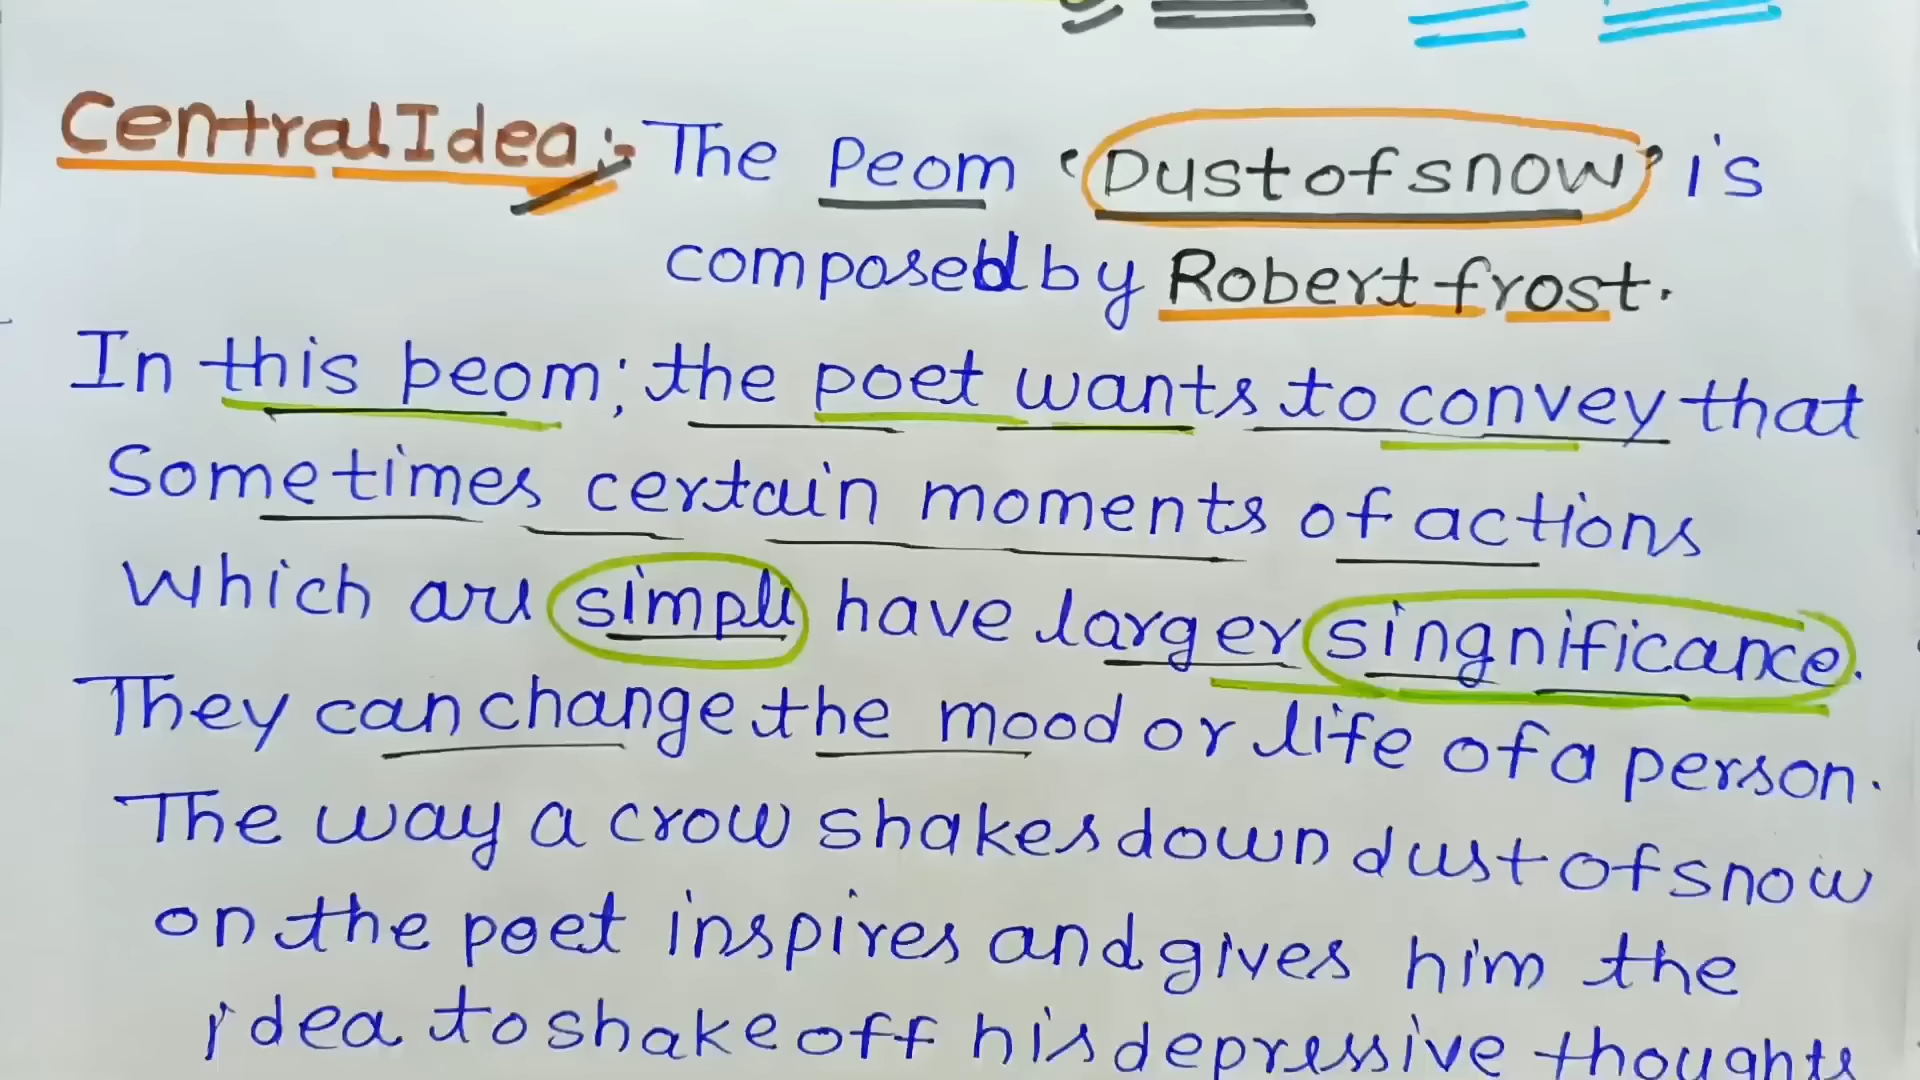 Central Idea :- The Peom 'Dust of snow' is
composed by Robert frost.
In this peom; the poet wants to convey that
Sometimes certain moments of actions
which are simple have larger singnificance.
They can change the mood or life of a person.
The way a crow shakes down dust of snow
on the poet inspires and gives him the
idea to shake off his depressive thoughts